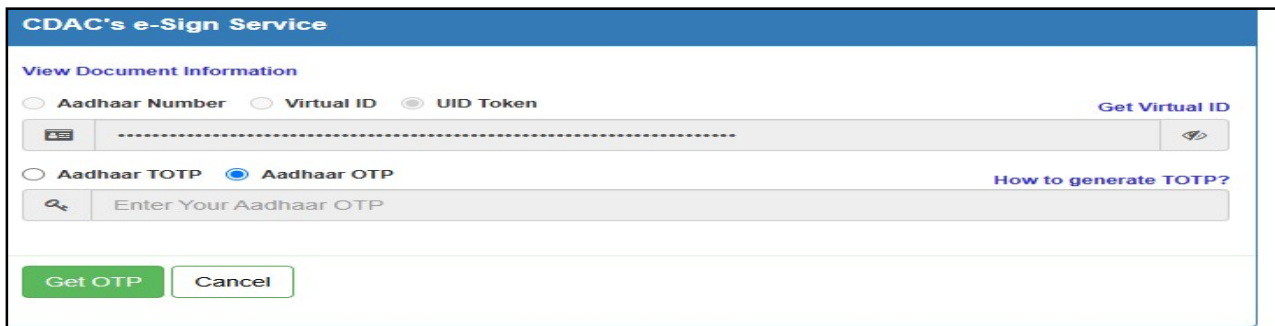 CDAC's e-Sign Service
View Document Information
Aadhaar Number Virtual ID UID Token Get Virtual ID
Aadhaar TOTP Aadhaar OTP How to generate TOTP?
Enter Your Aadhaar OTP
Get OTP Cancel